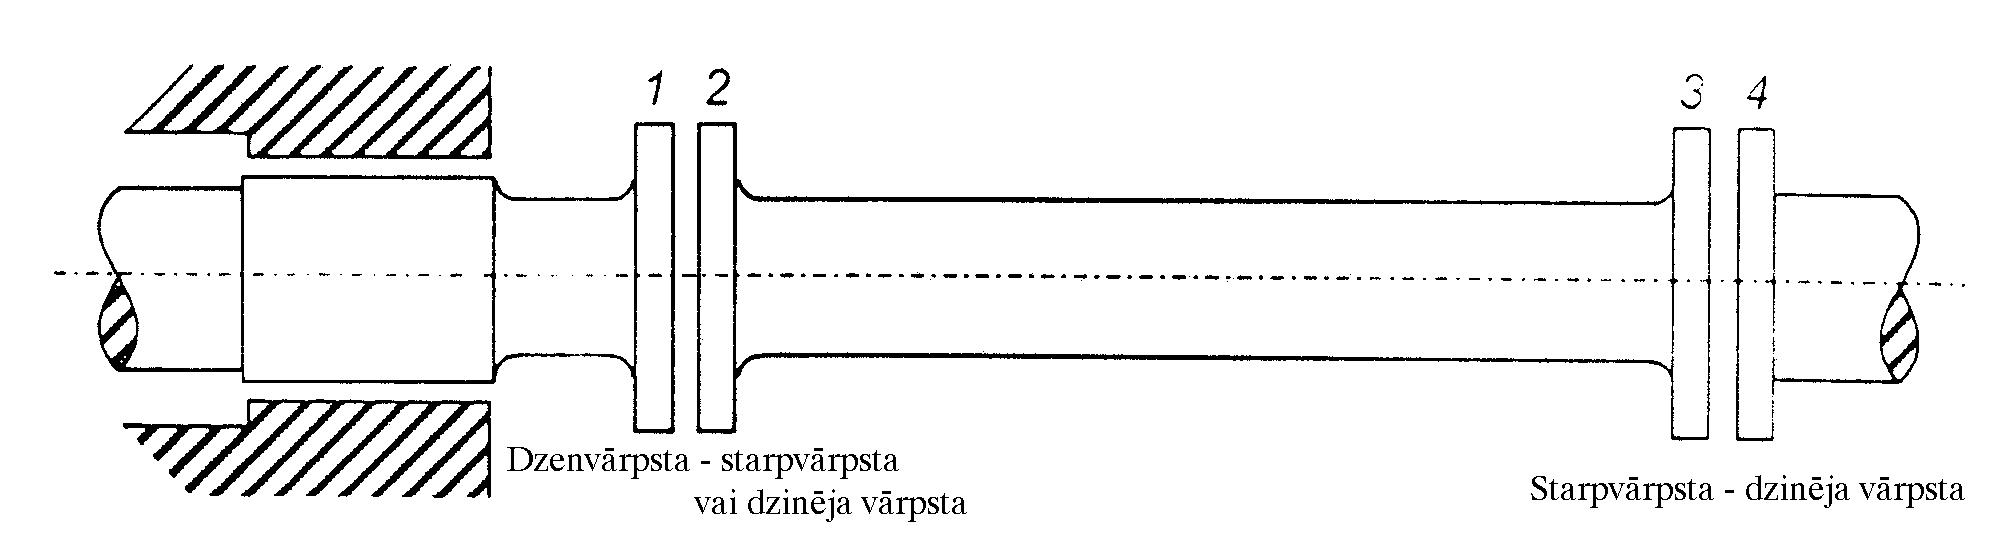 1 2
3 4
Dzenvārpsta - starpvārpsta
vai dzinēja vārpsta
Starpvārpsta - dzinēja vārpsta